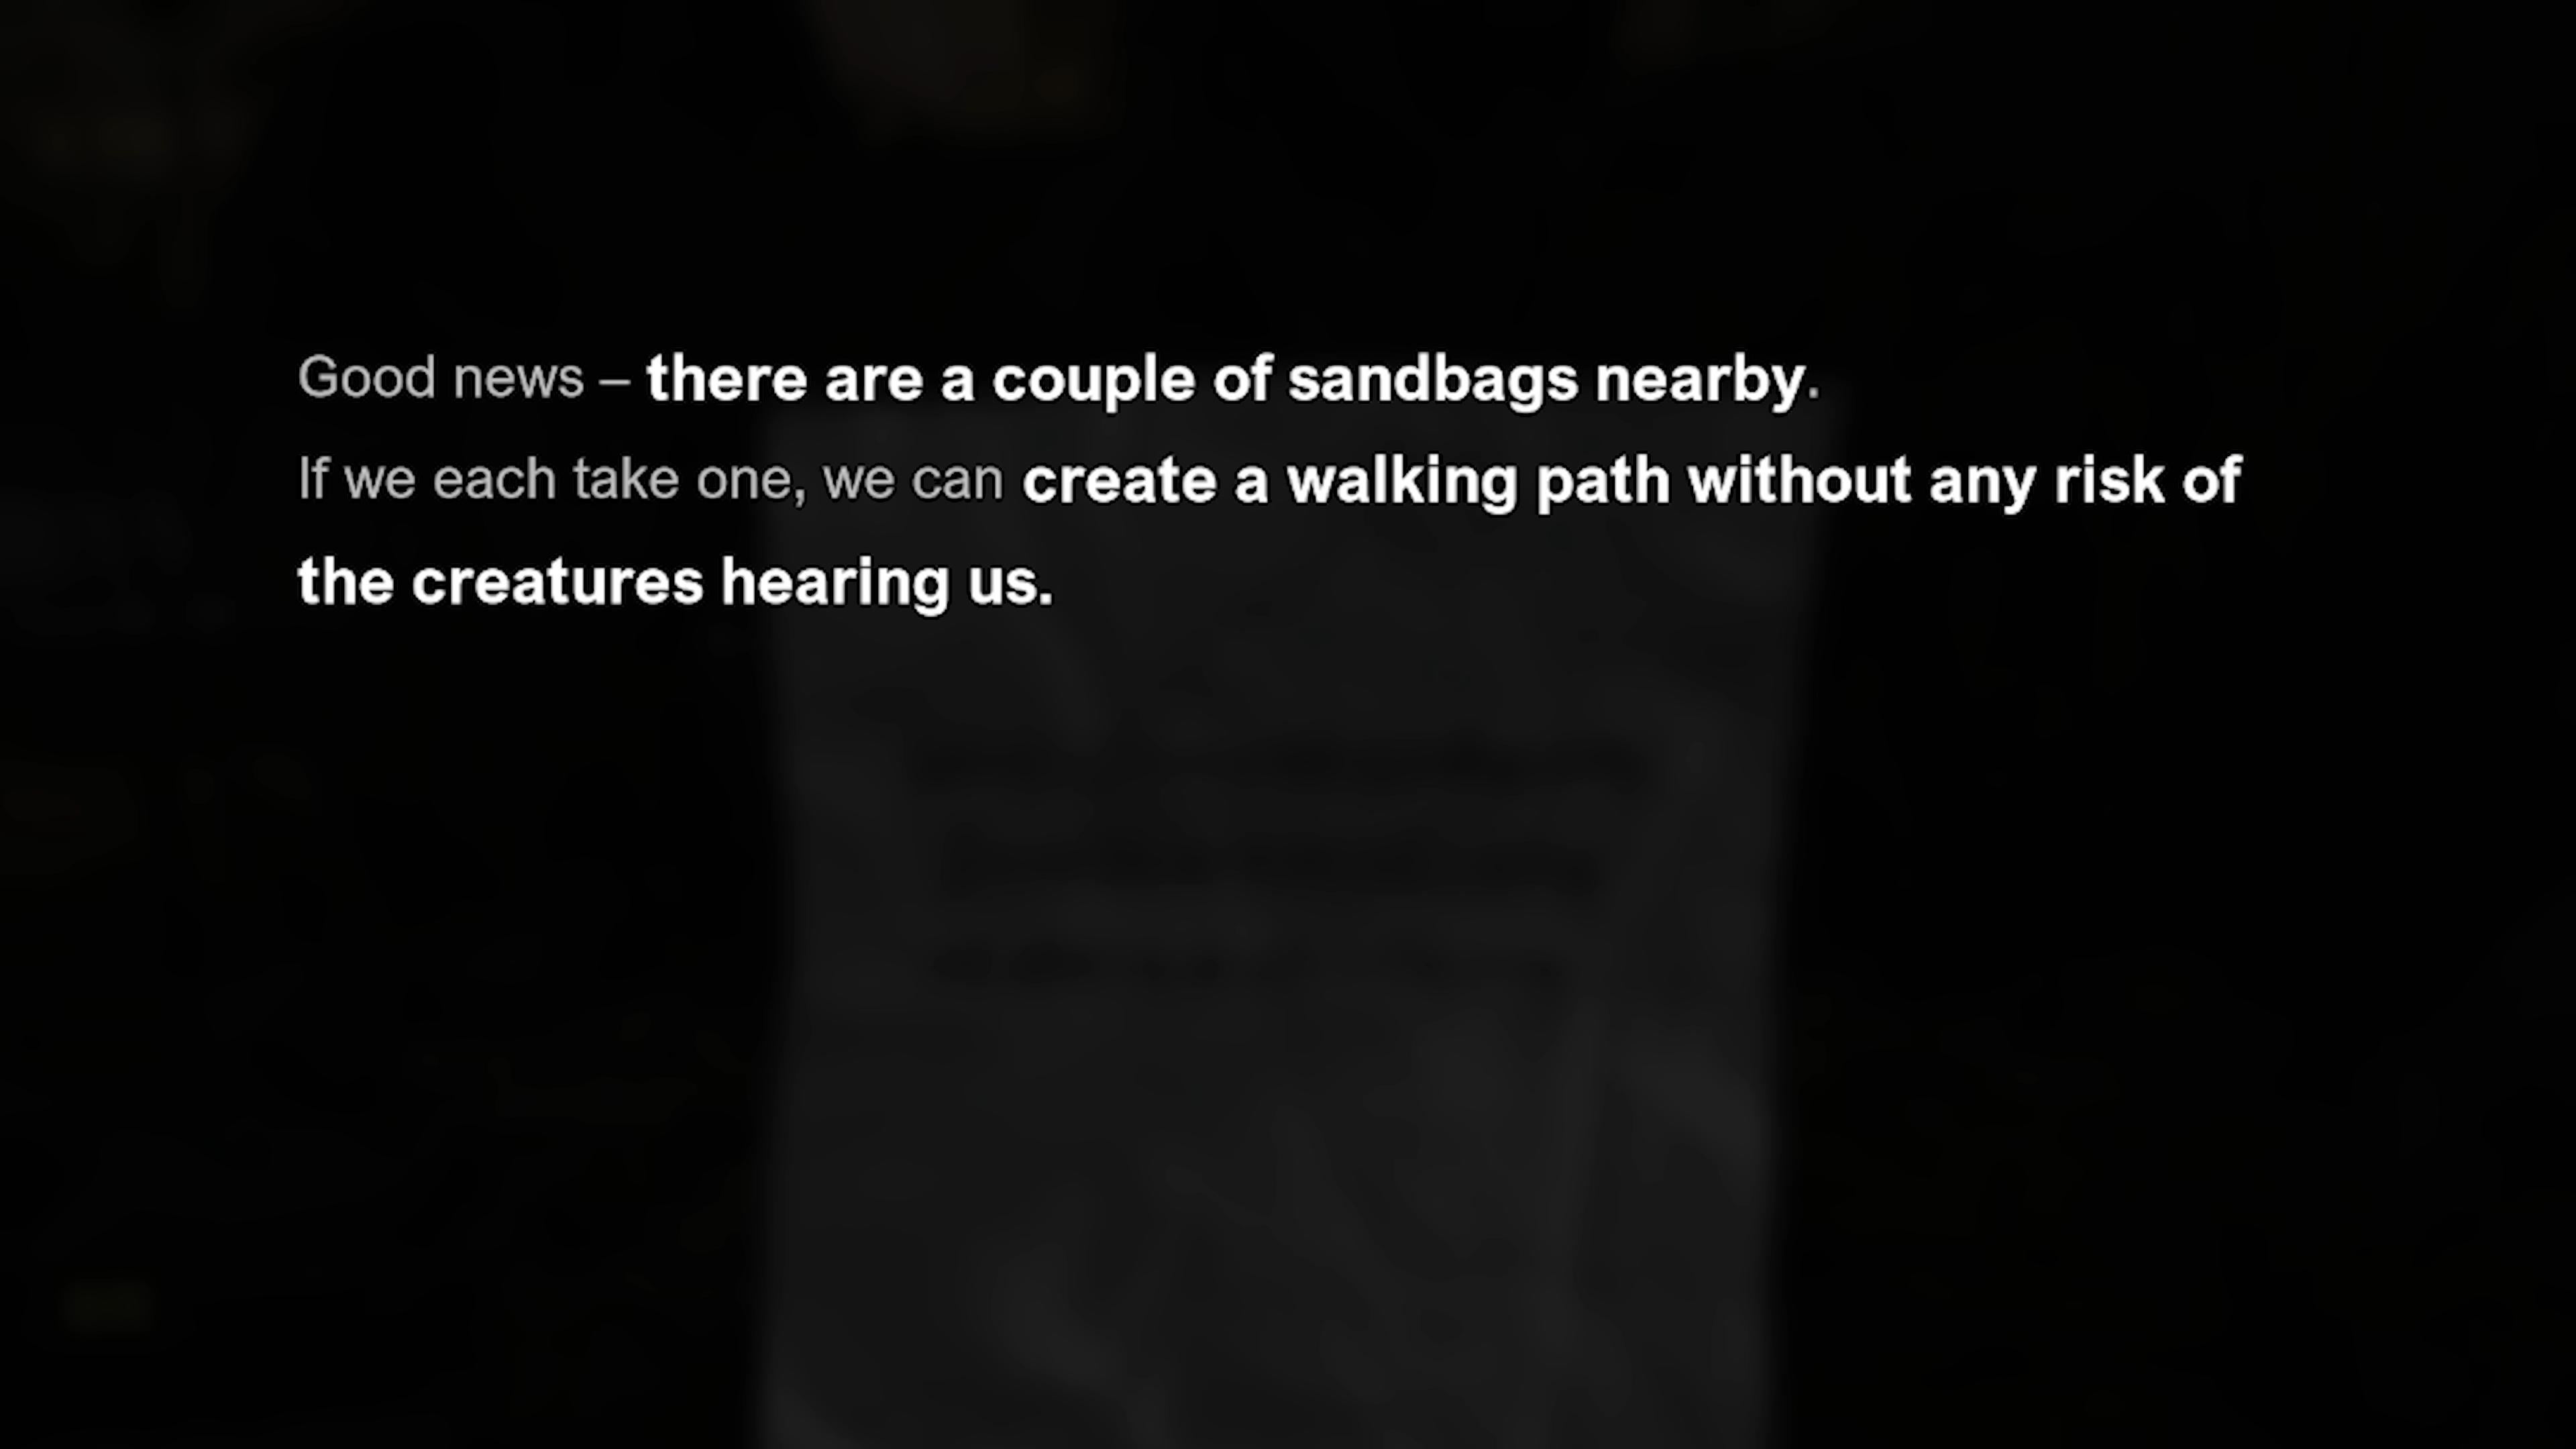 Good news – there are a couple of sandbags nearby.
If we each take one, we can create a walking path without any risk of
the creatures hearing us.